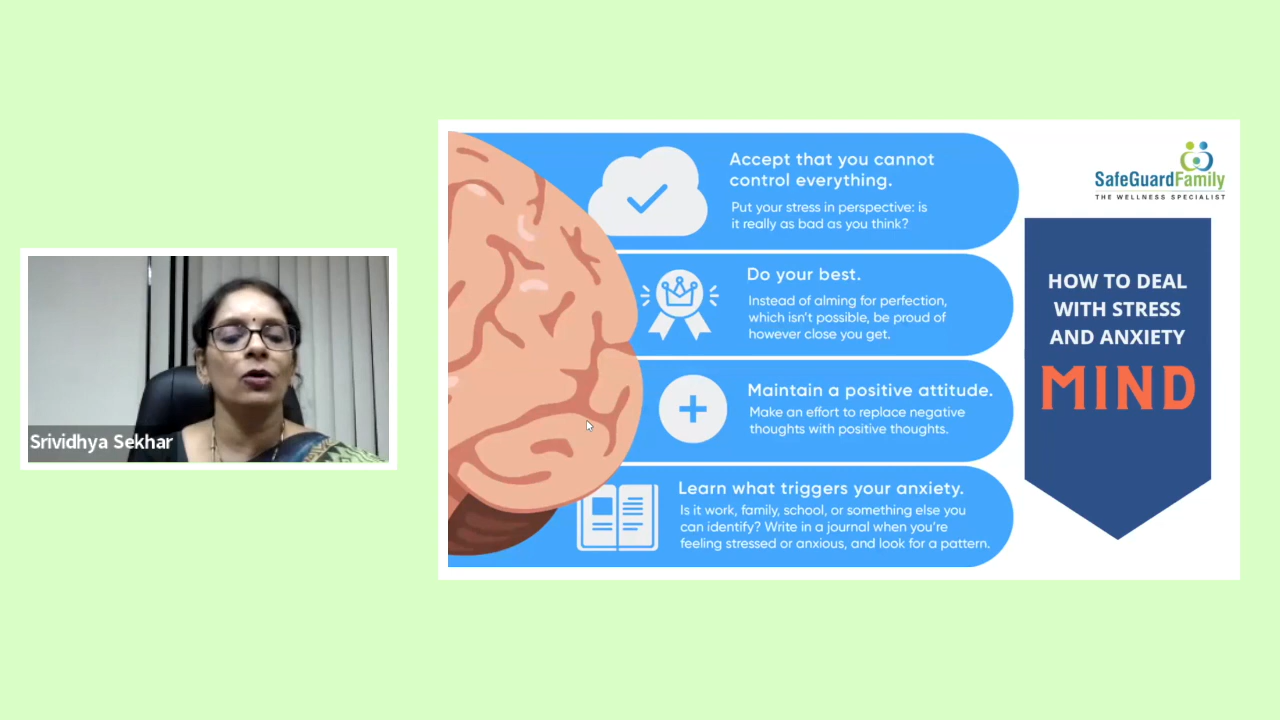 Srividhya Sekhar
Accept that you cannot
control everything.
Put your stress in perspective: is
it really as bad as you think?
Do your best.
Instead of alming for perfection,
which isn't possible, be proud of
however close you get.
Maintain a positive attitude.
Make an effort to replace negative
thoughts with positive thoughts.
Learn what triggers your anxiety.
Is it work, family, school, or something else you
can identify? Write in a journal when you're
feeling stressed or anxious, and look for a pattern.
SafeGuardFamily
THE WELLNESS SPECIALIST
HOW TO DEAL
WITH STRESS
AND ANXIETY
MIND